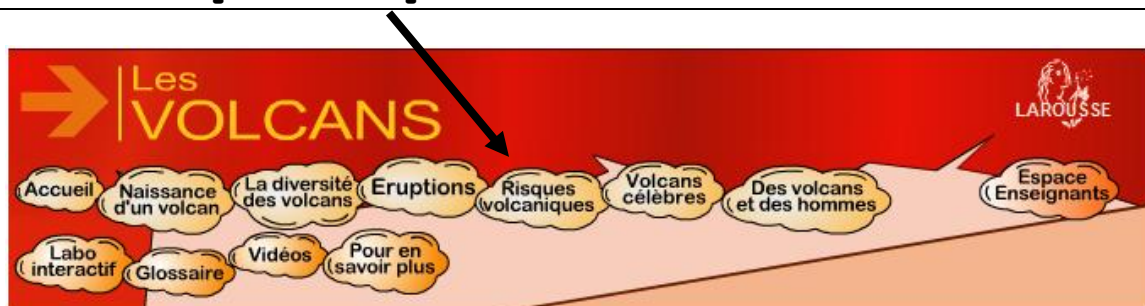 Les
VOLCANS
LAROUSSE
Accueil
Naissance
d'un volcan
La diversité
des volcans
Eruptions
Risques
volcaniques
Volcans
célèbres
Des volcans
et des hommes
Espace
Enseignants
Labo
interactif
Glossaire
Vidéos
Pour en
savoir plus